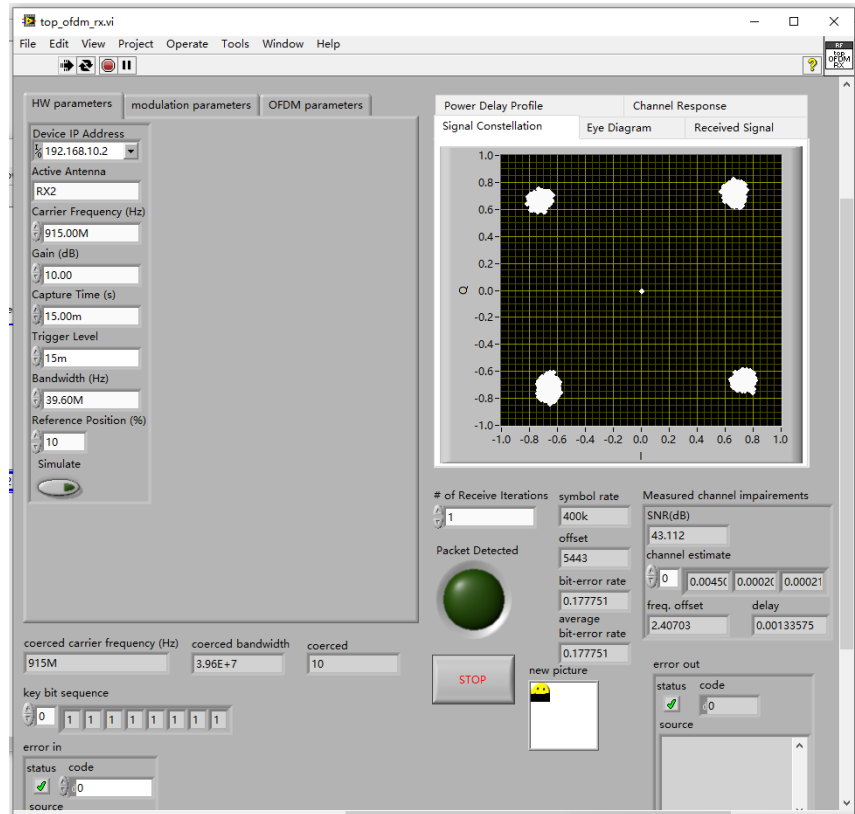 top_ofdm_rx.vi
File Edit View Project Operate Tools Window Help
RF
top
OFDM
RX
HW parameters modulation parameters OFDM parameters
Device IP Address
192.168.10.2
Active Antenna
RX2
Carrier Frequency (Hz)
915.00M
Gain (dB)
10.00
Capture Time (s)
15.00m
Trigger Level
15m
Bandwidth (Hz)
39.60M
Reference Position (%)
10
Simulate
Power Delay Profile Channel Response
Signal Constellation Eye Diagram Received Signal
1.0
0.8
0.6
0.4
0.2
0.0
-0.2
-0.4
-0.6
-0.8
-1.0
Q
-1.0 -0.8 -0.6 -0.4 -0.2 0.0 0.2 0.4 0.6 0.8 1.0
I
# of Receive Iterations
1
Packet Detected
STOP
symbol rate
400k
offset
5443
bit-error rate
0.177751
average
bit-error rate
0.177751
new picture
Measured channel impairements
SNR(dB)
43.112
channel estimate
0 0.0045 0.0002 0.00021
freq. offset delay
2.40703 0.00133575
coerced carrier frequency (Hz) coerced bandwidth coerced
915M 3.96E+7 10
key bit sequence
0 1 1 1 1 1 1 1 1
error in
status code
0
source
error out
status code
0
source